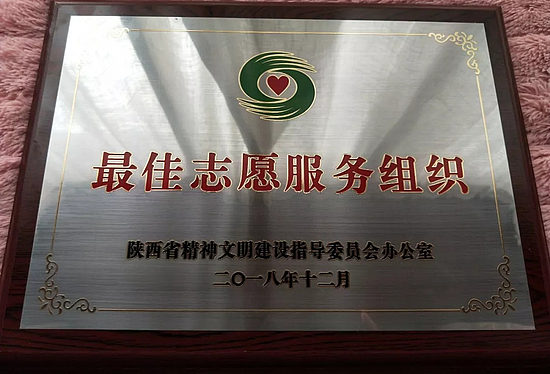 最佳志愿服务组织
陕西省精神文明建设指导委员会办公室
二〇一八年十二月